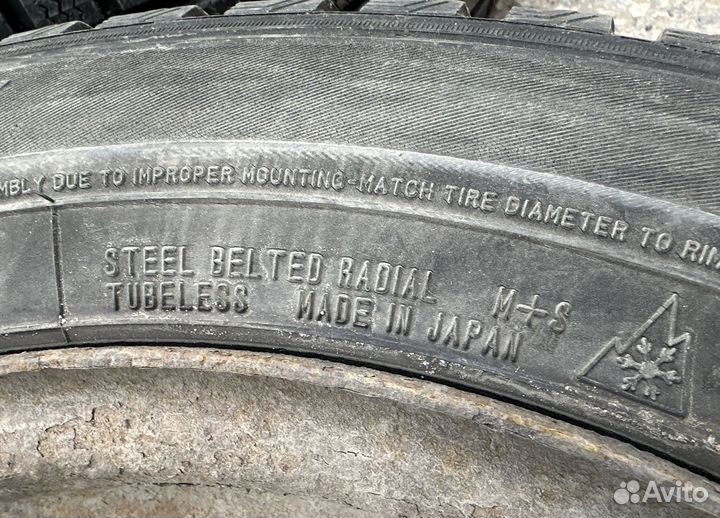 MBLY DUE TO IMPROPER MOUNTING-MATCH TIRE DIAMETER TO RIM
STEEL BELTED RADIAL M+S
TUBELESS MADE IN JAPAN
Avito